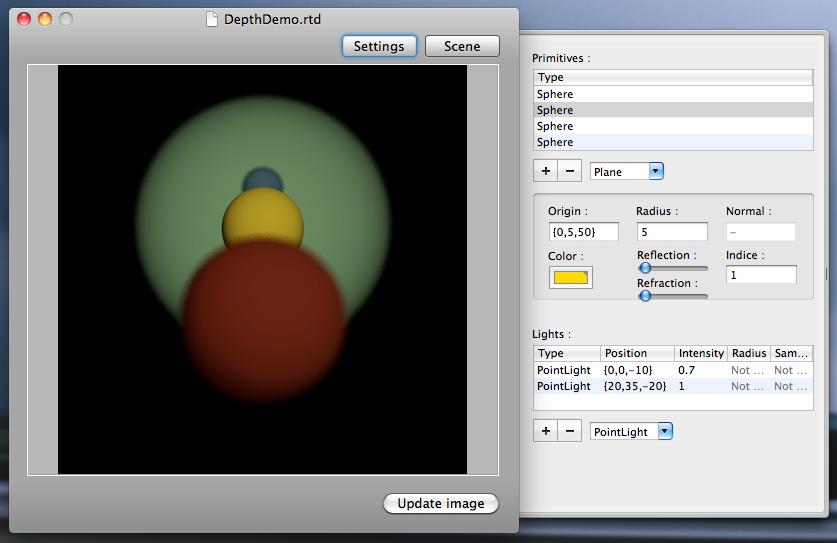 DepthDemo.rtd
Settings
Scene
Update image
Primitives :
Type
Sphere
Sphere
Sphere
Sphere
+ − Plane
Origin : Radius : Normal :
{0,5,50} 5 –
Color : Reflection : Indice :
1
Refraction :
Lights :
Type Position Intensity Radius Sam...
PointLight {0,0,−10} 0.7 Not ... Not ...
PointLight {20,35,−20} 1 Not ... Not ...
+ − PointLight